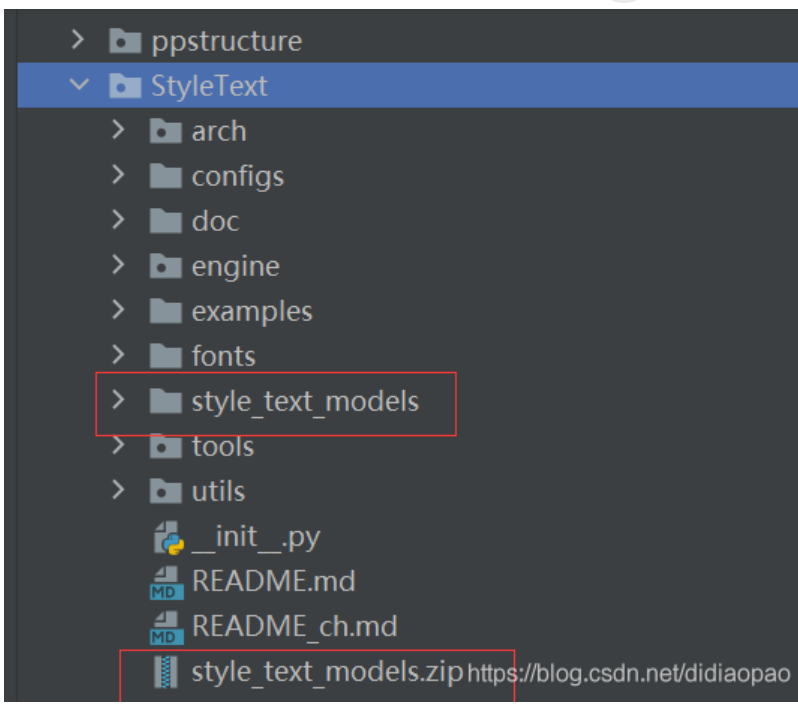 ppstructure
StyleText
arch
configs
doc
engine
examples
fonts
style_text_models
tools
utils
__init__.py
MD README.md
MD README_ch.md
style_text_models.zip https://blog.csdn.net/didiaopao